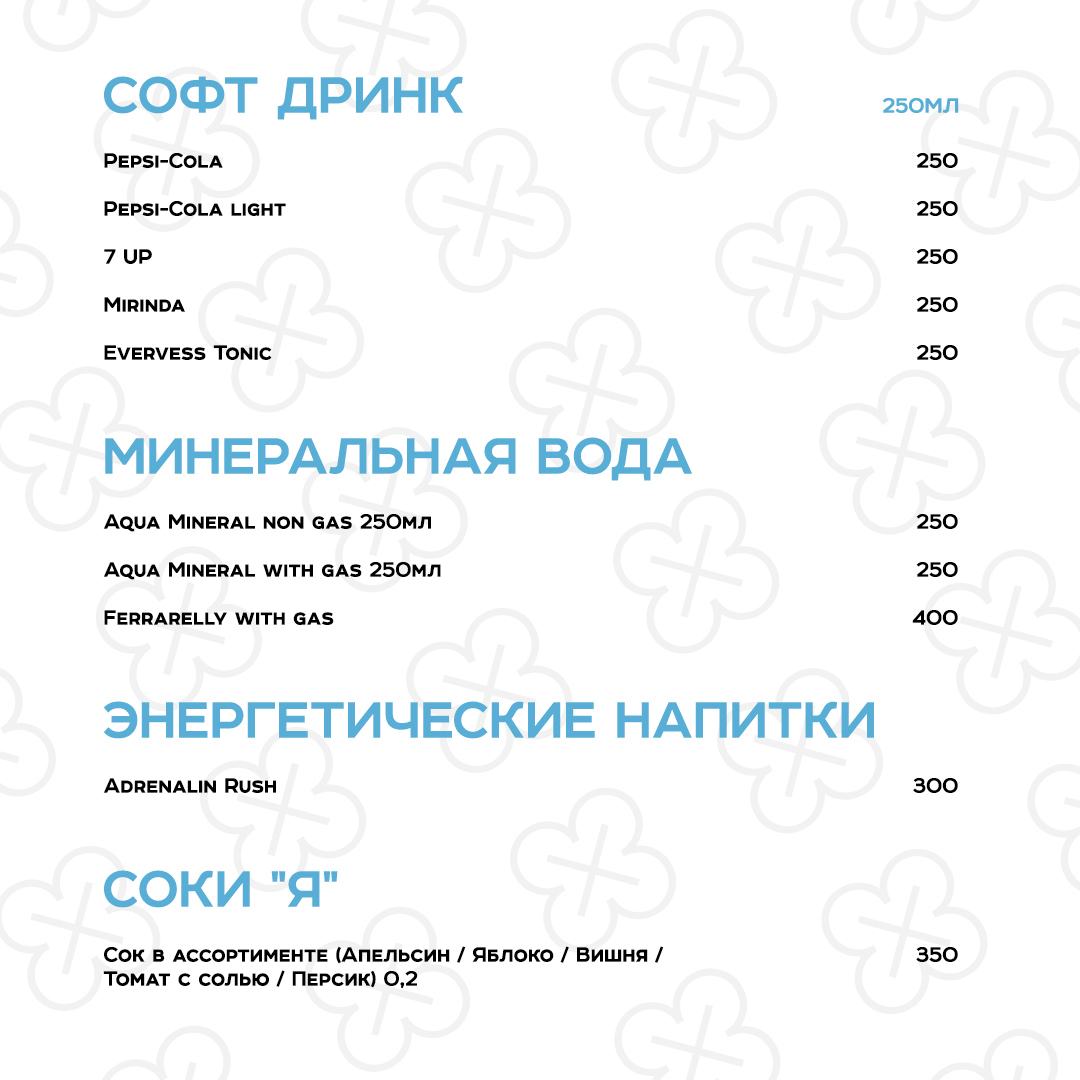 СОФТ ДРИНК 250МЛ
Pepsi-Cola 250
Pepsi-Cola light 250
7 UP 250
Mirinda 250
Evervess Tonic 250
МИНЕРАЛЬНАЯ ВОДА
Aqua Mineral non gas 250мл 250
Aqua Mineral with gas 250мл 250
Ferrarelly with gas 400
ЭНЕРГЕТИЧЕСКИЕ НАПИТКИ
Adrenalin Rush 300
СОКИ "Я"
Сок в ассортименте (Апельсин / Яблоко / Вишня / 350
Томат с солью / Персик) 0,2